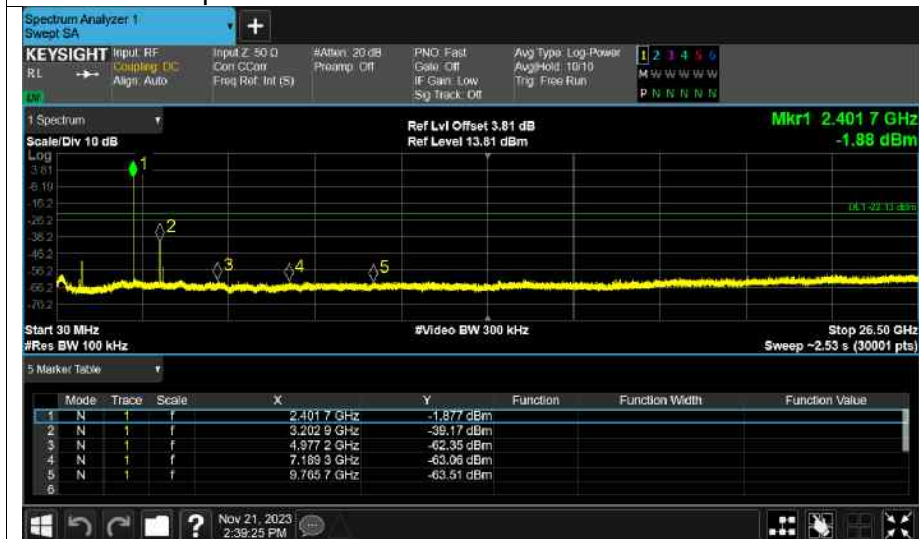 Spectrum Analyzer 1
Swept SA
+
KEYSIGHT Input: RF Input Z: 50 Ω #Atten: 20 dB PNO: Fast Avg Type: Log-Power 1 2 3 4 5 6
RL Coupling: DC Corr CCorr Preamp: Off Gate: Off Avg|Hold: 10/10 M W W W W W
Align: Auto Freq Ref: Int (S) IF Gain: Low Trig: Free Run
Sig Track: Off P N N N N N
1 Spectrum
Scale/Div 10 dB
Ref Lvl Offset 3.81 dB
Ref Level 13.81 dBm
Mkr1 2.401 7 GHz
-1.88 dBm
Log
3.81
-6.19
-16.2
-26.2
-36.2
-46.2
-56.2
-66.2
-76.2
1
2
3
4
5
DL1 -22.13 dBm
Start 30 MHz #Video BW 300 kHz Stop 26.50 GHz
#Res BW 100 kHz Sweep ~2.53 s (30001 pts)
5 Marker Table
Mode Trace Scale X Y Function Function Width Function Value
1 N 1 f 2.401 7 GHz -1.877 dBm
2 N 1 f 3.202 9 GHz -39.17 dBm
3 N 1 f 4.977 2 GHz -62.35 dBm
4 N 1 f 7.189 3 GHz -63.06 dBm
5 N 1 f 9.765 7 GHz -63.51 dBm
6
?
Nov 21, 2023
2:39:25 PM